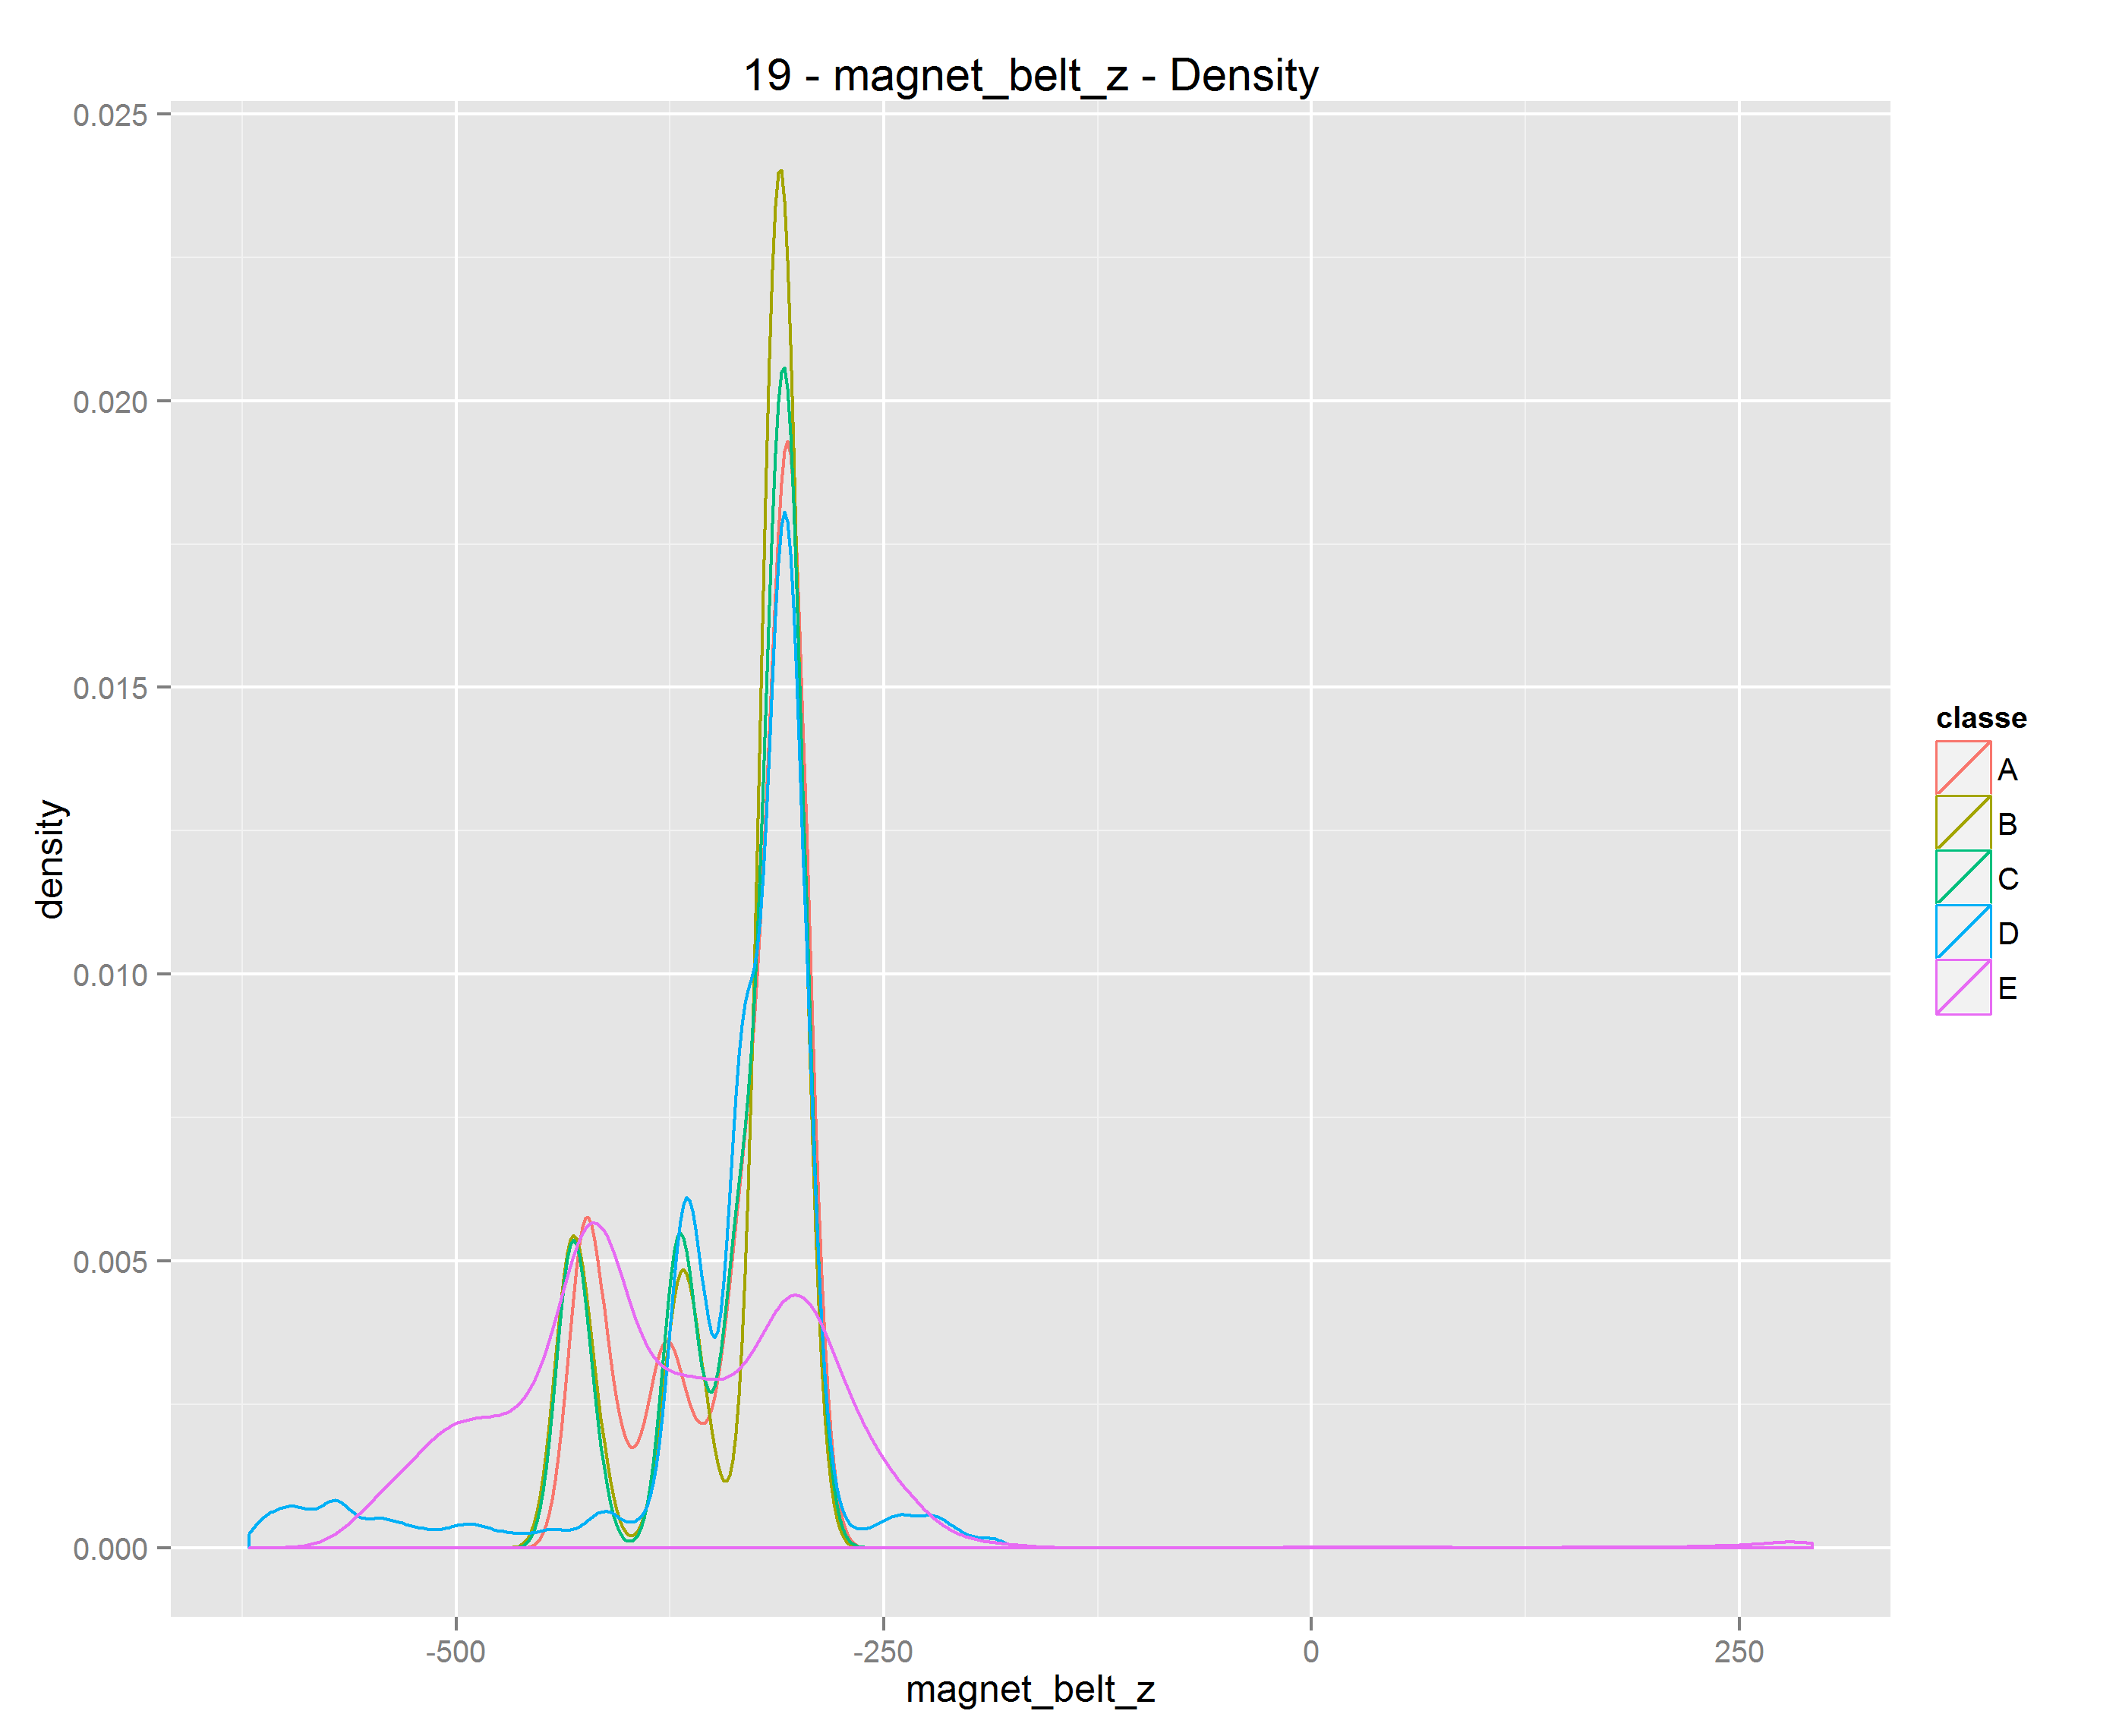 19 - magnet_belt_z - Density
0.025
0.020
0.015
0.010
0.005
0.000
density
-500 -250 0 250
magnet_belt_z
classe
A
B
C
D
E